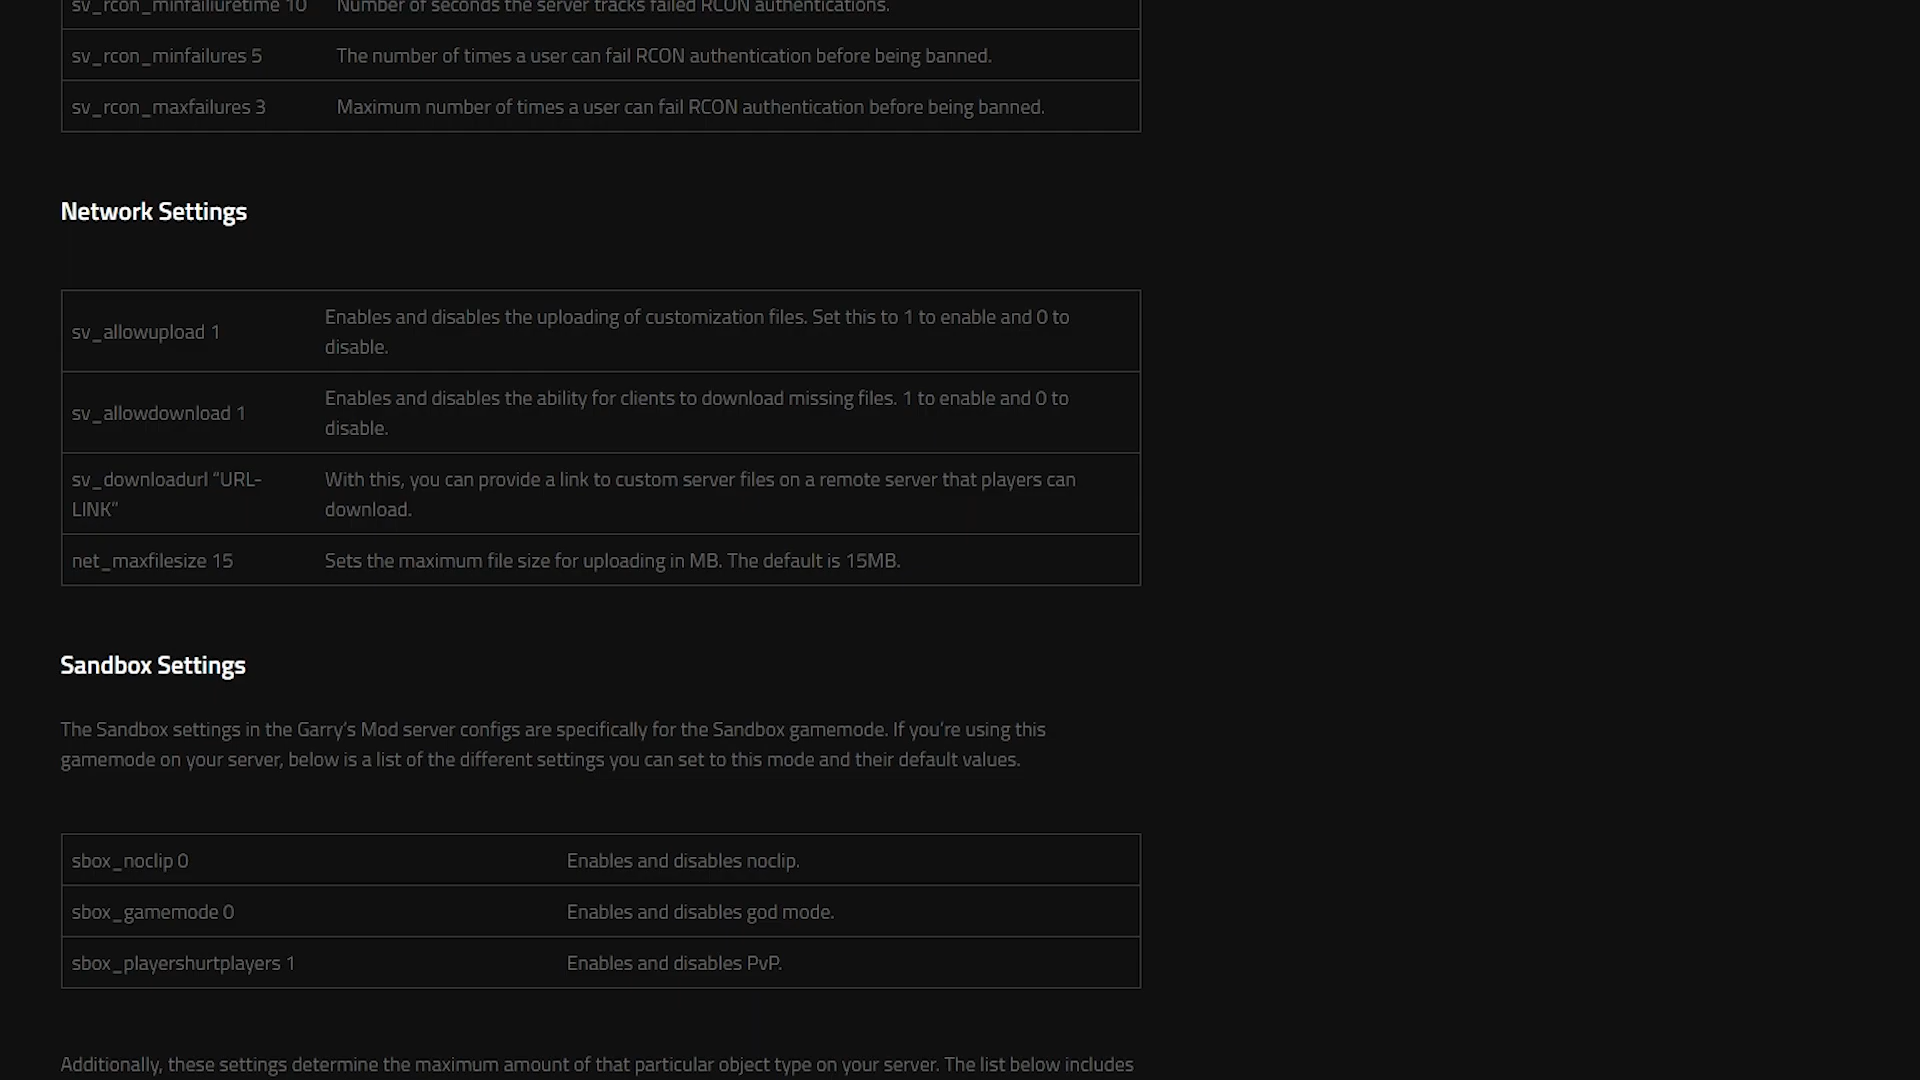 sv_rcon_minfailuretime 10 Number of seconds the server tracks failed RCON authentications.
sv_rcon_minfailures 5 The number of times a user can fail RCON authentication before being banned.
sv_rcon_maxfailures 3 Maximum number of times a user can fail RCON authentication before being banned.
Network Settings
sv_allowupload 1 Enables and disables the uploading of customization files. Set this to 1 to enable and 0 to
disable.
sv_allowdownload 1 Enables and disables the ability for clients to download missing files. 1 to enable and 0 to
disable.
sv_downloadurl “URL- With this, you can provide a link to custom server files on a remote server that players can
LINK” download.
net_maxfilesize 15 Sets the maximum file size for uploading in MB. The default is 15MB.
Sandbox Settings
The Sandbox settings in the Garry’s Mod server configs are specifically for the Sandbox gamemode. If you’re using this
gamemode on your server, below is a list of the different settings you can set to this mode and their default values.
sbox_noclip 0 Enables and disables noclip.
sbox_gamemode 0 Enables and disables god mode.
sbox_playershurtplayers 1 Enables and disables PvP.
Additionally, these settings determine the maximum amount of that particular object type on your server. The list below includes